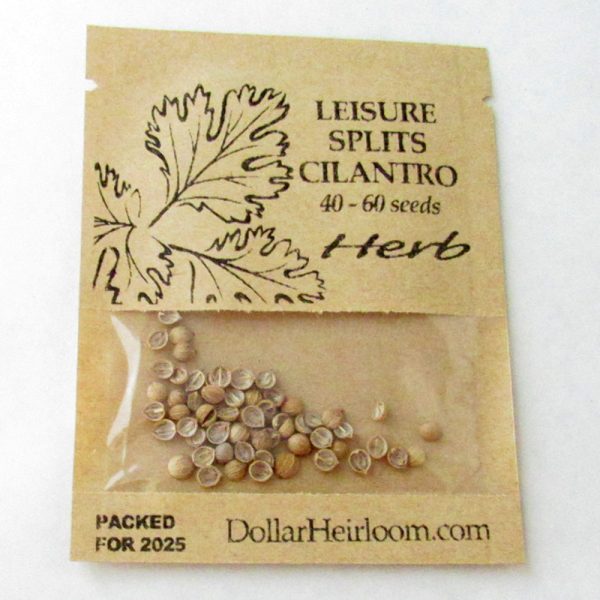 LEISURE
SPLITS
CILANTRO
40 - 60 seeds
Herb
PACKED
FOR 2025
DollarHeirloom.com